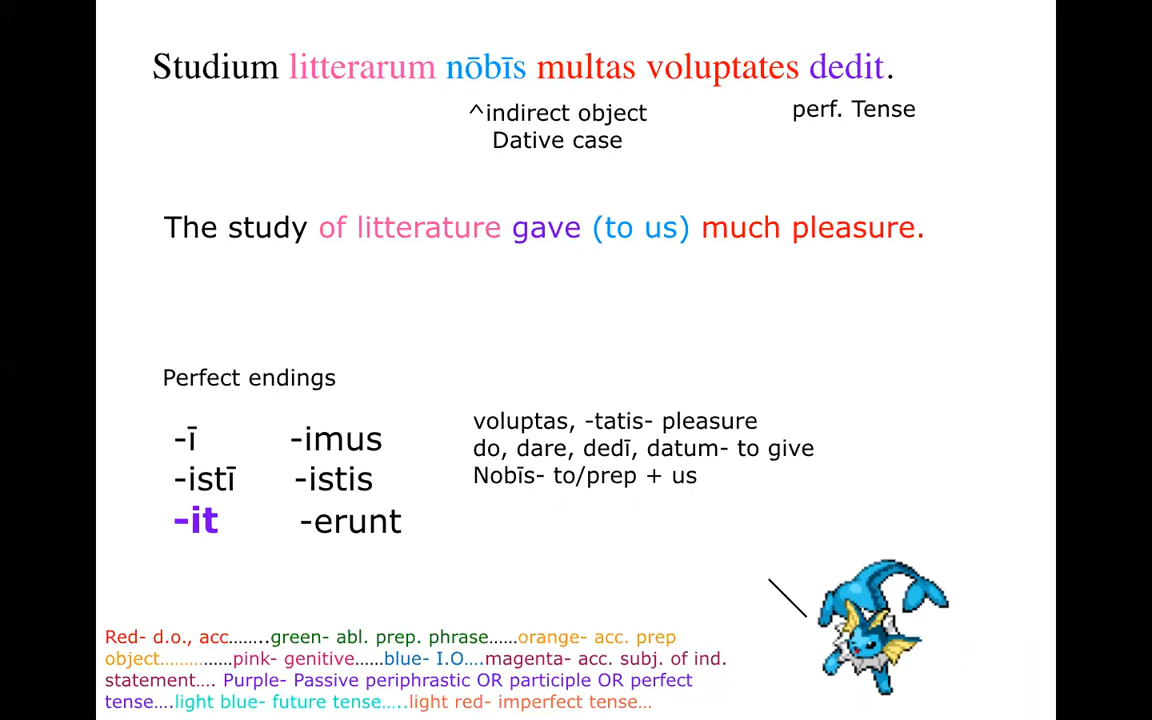 Studium litterarum nōbīs multas voluptates dedit.
^indirect object
Dative case
perf. Tense
The study of litterature gave (to us) much pleasure.
Perfect endings
-ī -imus
-istī -istis
-it -erunt
voluptas, -tatis- pleasure
do, dare, dedī, datum- to give
Nobīs- to/prep + us
Red- d.o., acc……..green- abl. prep. phrase……orange- acc. prep
object……….……pink- genitive……blue- I.O….magenta- acc. subj. of ind.
statement…. Purple- Passive periphrastic OR participle OR perfect
tense….light blue- future tense…..light red- imperfect tense…